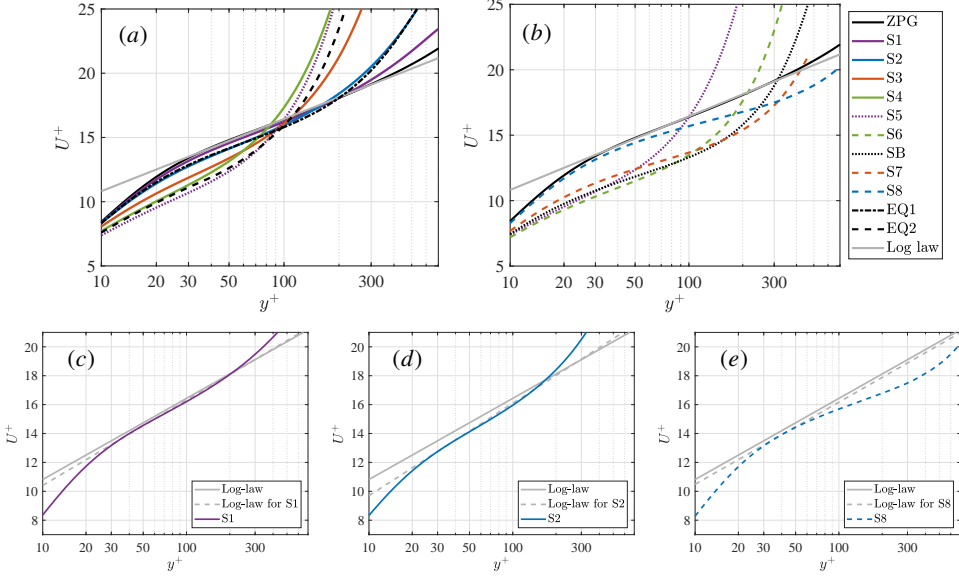 (a)
25
20
15
10
5
U+
10
20
30
50
100
300
y+
(b)
25
20
15
10
5
U+
10
20
30
50
100
300
y+
ZPG
S1
S2
S3
S4
S5
S6
SB
S7
S8
EQ1
EQ2
Log law
(c)
20
18
16
14
12
10
8
U+
10
20
30
50
100
300
y+
Log-law
Log-law for S1
S1
(d)
20
18
16
14
12
10
8
U+
10
20
30
50
100
300
y+
Log-law
Log-law for S2
S2
(e)
20
18
16
14
12
10
8
U+
10
20
30
50
100
300
y+
Log-law
Log-law for S8
S8